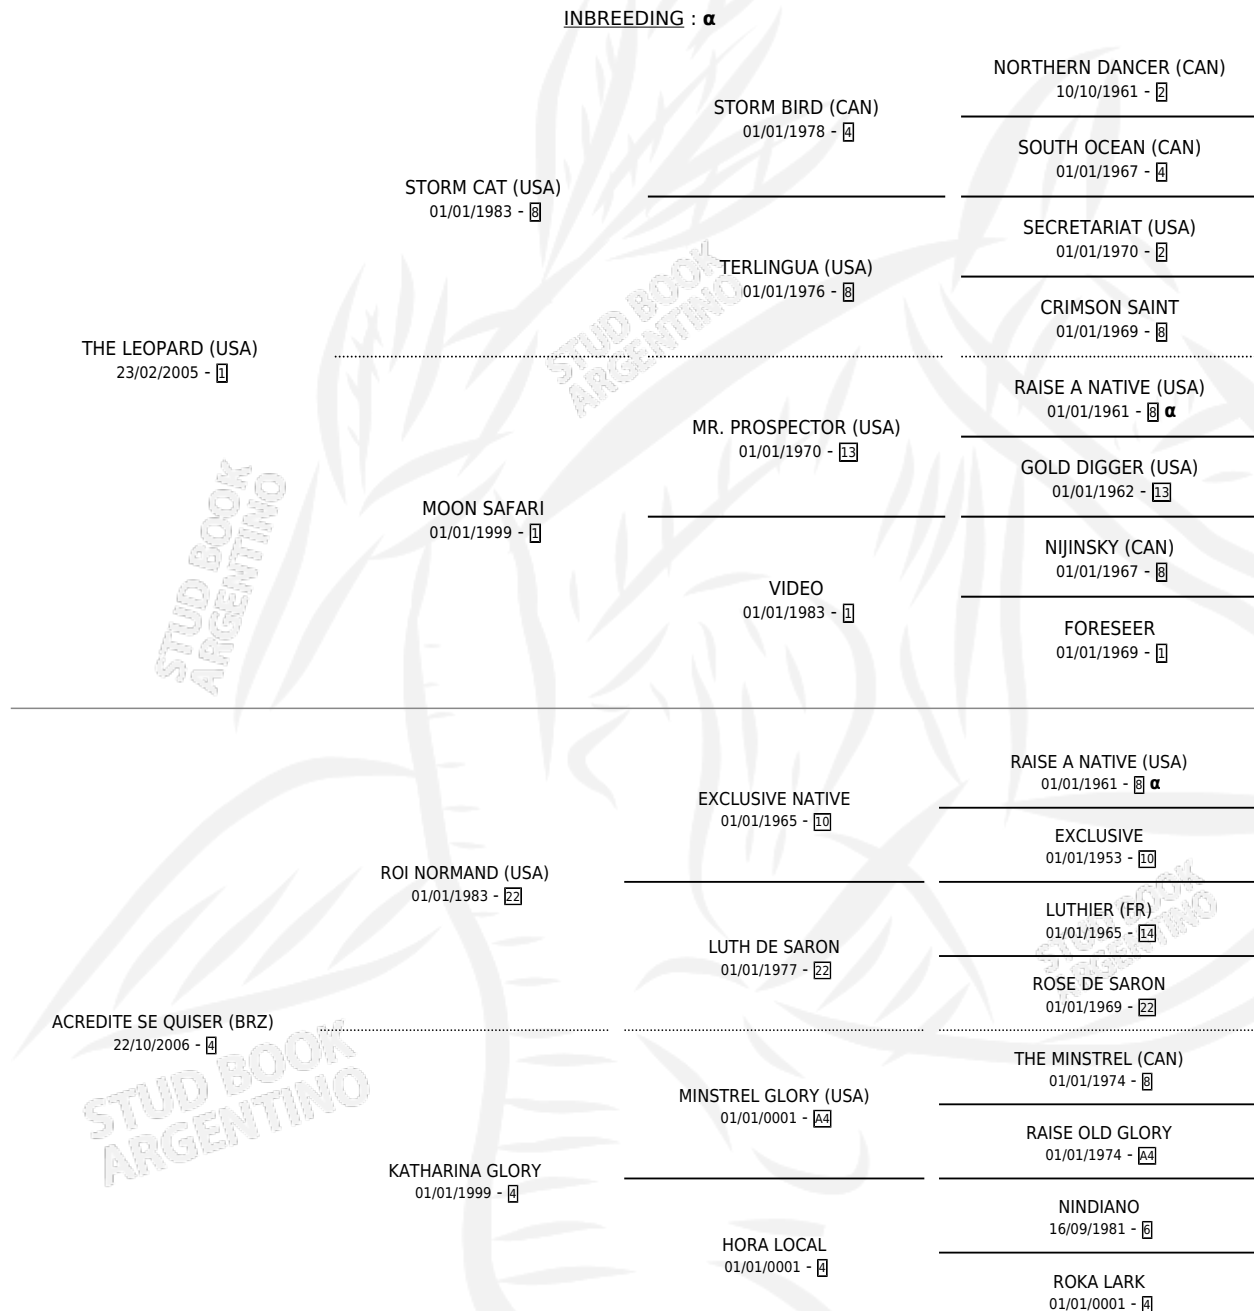 INBREEDING : α
NORTHERN DANCER (CAN)
10/10/1961 - 2
STORM BIRD (CAN)
01/01/1978 - 4
SOUTH OCEAN (CAN)
01/01/1967 - 4
STORM CAT (USA)
01/01/1983 - 8
SECRETARIAT (USA)
01/01/1970 - 2
TERLINGUA (USA)
01/01/1976 - 8
CRIMSON SAINT
01/01/1969 - 8
THE LEOPARD (USA)
23/02/2005 - 1
RAISE A NATIVE (USA)
01/01/1961 - 8 α
MR. PROSPECTOR (USA)
01/01/1970 - 13
GOLD DIGGER (USA)
01/01/1962 - 13
MOON SAFARI
01/01/1999 - 1
NIJINSKY (CAN)
01/01/1967 - 8
VIDEO
01/01/1983 - 1
FORESEER
01/01/1969 - 1
RAISE A NATIVE (USA)
01/01/1961 - 8 α
EXCLUSIVE NATIVE
01/01/1965 - 10
EXCLUSIVE
01/01/1953 - 10
ROI NORMAND (USA)
01/01/1983 - 22
LUTHIER (FR)
01/01/1965 - 14
LUTH DE SARON
01/01/1977 - 22
ROSE DE SARON
01/01/1969 - 22
ACREDITE SE QUISER (BRZ)
22/10/2006 - 4
THE MINSTREL (CAN)
01/01/1974 - 8
MINSTREL GLORY (USA)
01/01/0001 - A4
RAISE OLD GLORY
01/01/1974 - A4
KATHARINA GLORY
01/01/1999 - 4
NINDIANO
16/09/1981 - 6
HORA LOCAL
01/01/0001 - 4
ROKA LARK
01/01/0001 - 4
STUD BOOK
ARGENTINO
STUD BOOK
ARGENTINO
STUD BOOK
ARGENTINO
STUD BOOK
ARGENTINO